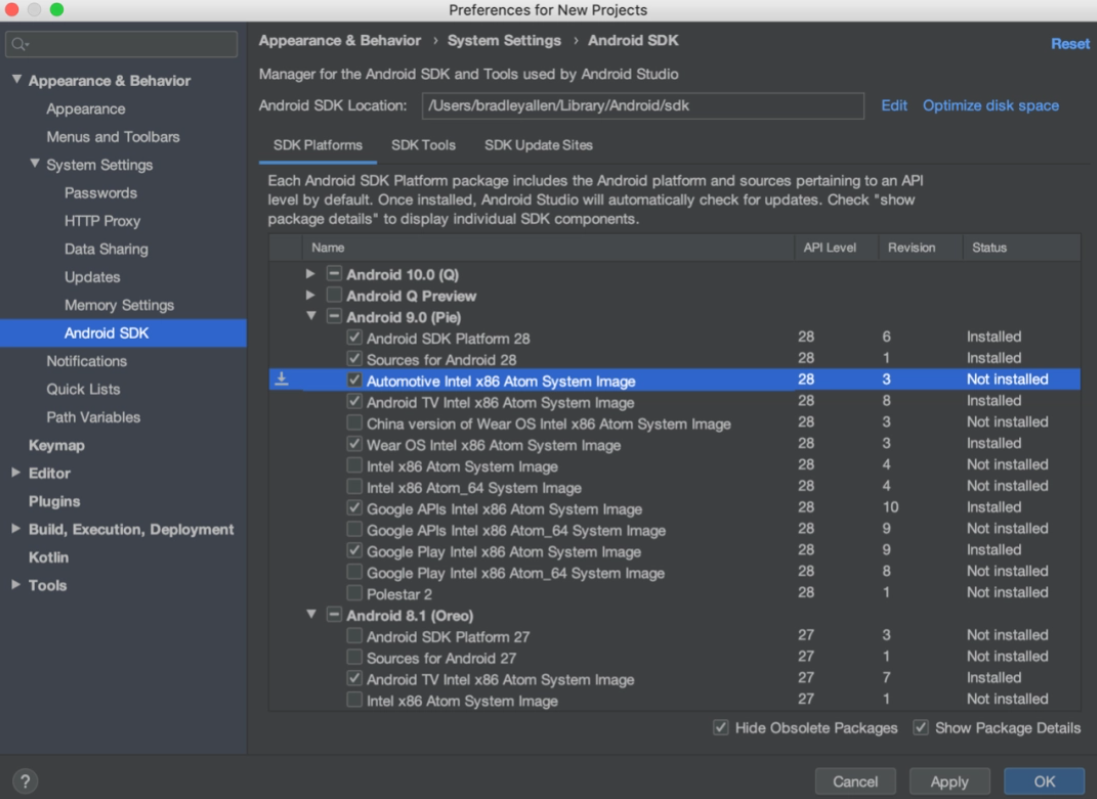 Preferences for New Projects
Appearance & Behavior › System Settings › Android SDK
Reset
Manager for the Android SDK and Tools used by Android Studio
Android SDK Location: /Users/bradleyallen/Library/Android/sdk Edit Optimize disk space
Appearance & Behavior
Appearance
Menus and Toolbars
System Settings
Passwords
HTTP Proxy
Data Sharing
Updates
Memory Settings
Android SDK
Notifications
Quick Lists
Path Variables
Keymap
Editor
Plugins
Build, Execution, Deployment
Kotlin
Tools
SDK Platforms SDK Tools SDK Update Sites
Each Android SDK Platform package includes the Android platform and sources pertaining to an API
level by default. Once installed, Android Studio will automatically check for updates. Check "show
package details" to display individual SDK components.
Name API Level Revision Status
Android 10.0 (Q)
Android Q Preview
Android 9.0 (Pie)
Android SDK Platform 28 28 6 Installed
Sources for Android 28 28 1 Installed
Automotive Intel x86 Atom System Image 28 3 Not installed
Android TV Intel x86 Atom System Image 28 8 Installed
China version of Wear OS Intel x86 Atom System Image 28 3 Not installed
Wear OS Intel x86 Atom System Image 28 3 Installed
Intel x86 Atom System Image 28 4 Not installed
Intel x86 Atom_64 System Image 28 4 Not installed
Google APIs Intel x86 Atom System Image 28 10 Installed
Google APIs Intel x86 Atom_64 System Image 28 9 Not installed
Google Play Intel x86 Atom System Image 28 9 Installed
Google Play Intel x86 Atom_64 System Image 28 8 Not installed
Polestar 2 28 1 Not installed
Android 8.1 (Oreo)
Android SDK Platform 27 27 3 Not installed
Sources for Android 27 27 1 Not installed
Android TV Intel x86 Atom System Image 27 7 Installed
Intel x86 Atom System Image 27 1 Not installed
Hide Obsolete Packages Show Package Details
? Cancel Apply OK